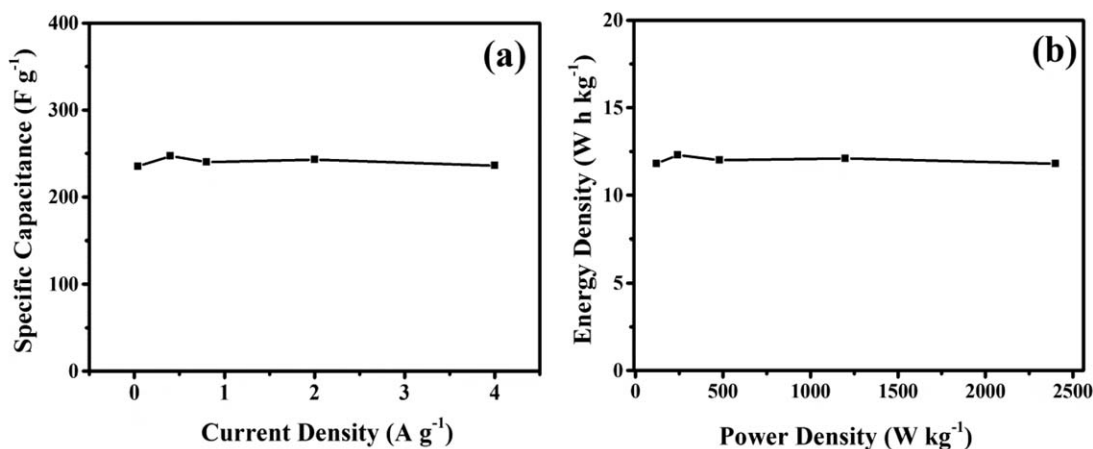 (a)
Specific Capacitance (F g⁻¹)
400
300
200
100
0
0 1 2 3 4
Current Density (A g⁻¹)
(b)
Energy Density (W h kg⁻¹)
20
15
10
5
0
0 500 1000 1500 2000 2500
Power Density (W kg⁻¹)